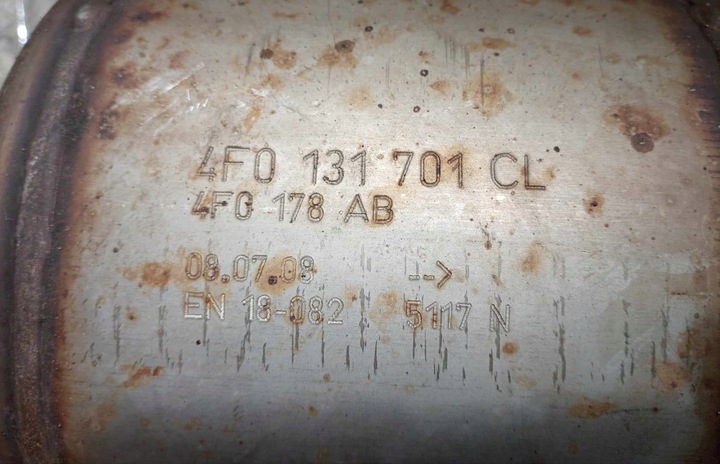 4F0 131 701 CL
4F0 178 AB
08.07.08 -->
EN 18-082 5117 N